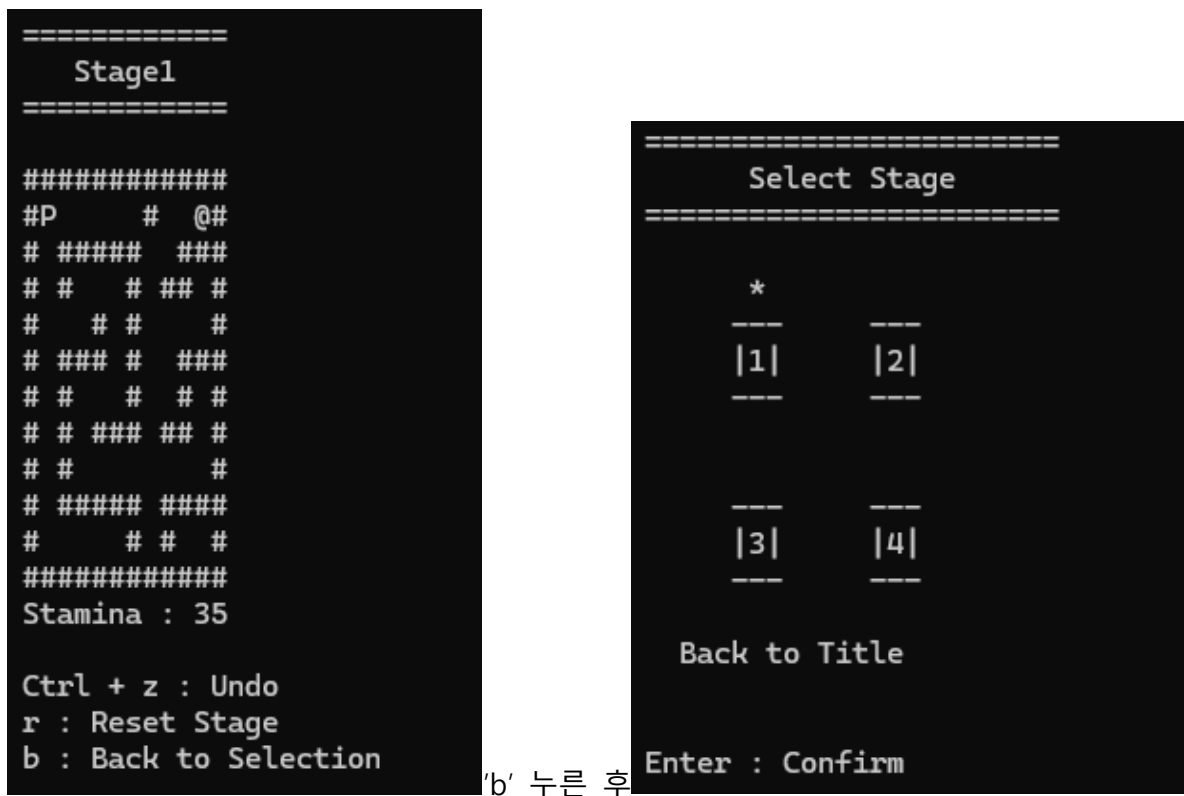 ============
   Stage1
============

############
#P     #  @#
# #####  ###
# #   # ## #
#   # #    #
# ### #  ###
# #   #  # #
# # ### ## #
# #        #
# ##### ####
#     # #  #
############
Stamina : 35

Ctrl + z : Undo
r : Reset Stage
b : Back to Selection
'b' 누른 후
========================
      Select Stage
========================

      *
     ---     ---
     |1|     |2|
     ---     ---

     ---     ---
     |3|     |4|
     ---     ---

  Back to Title

Enter : Confirm